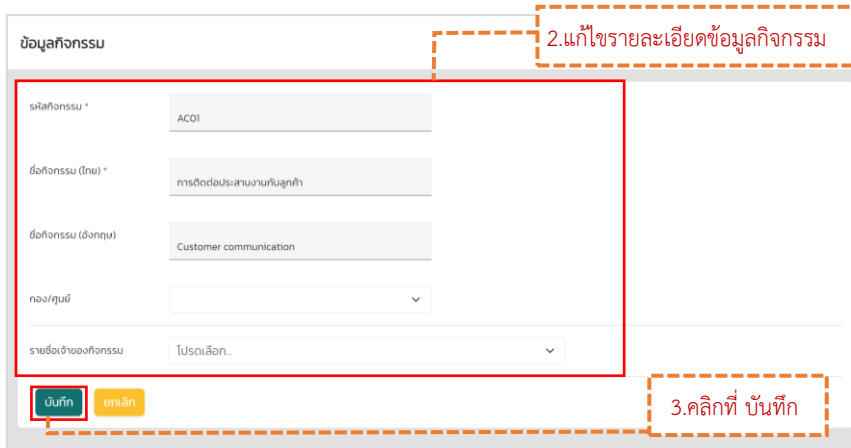 ข้อมูลกิจกรรม
2.แก้ไขรายละเอียดข้อมูลกิจกรรม
รหัสกิจกรรม *
AC01
ชื่อกิจกรรม (ไทย) *
การติดต่อประสานงานกับลูกค้า
ชื่อกิจกรรม (อังกฤษ)
Customer communication
กอง/ศูนย์
รายชื่อเจ้าของกิจกรรม
โปรดเลือก..
บันทึก
ยกเลิก
3.คลิกที่ บันทึก